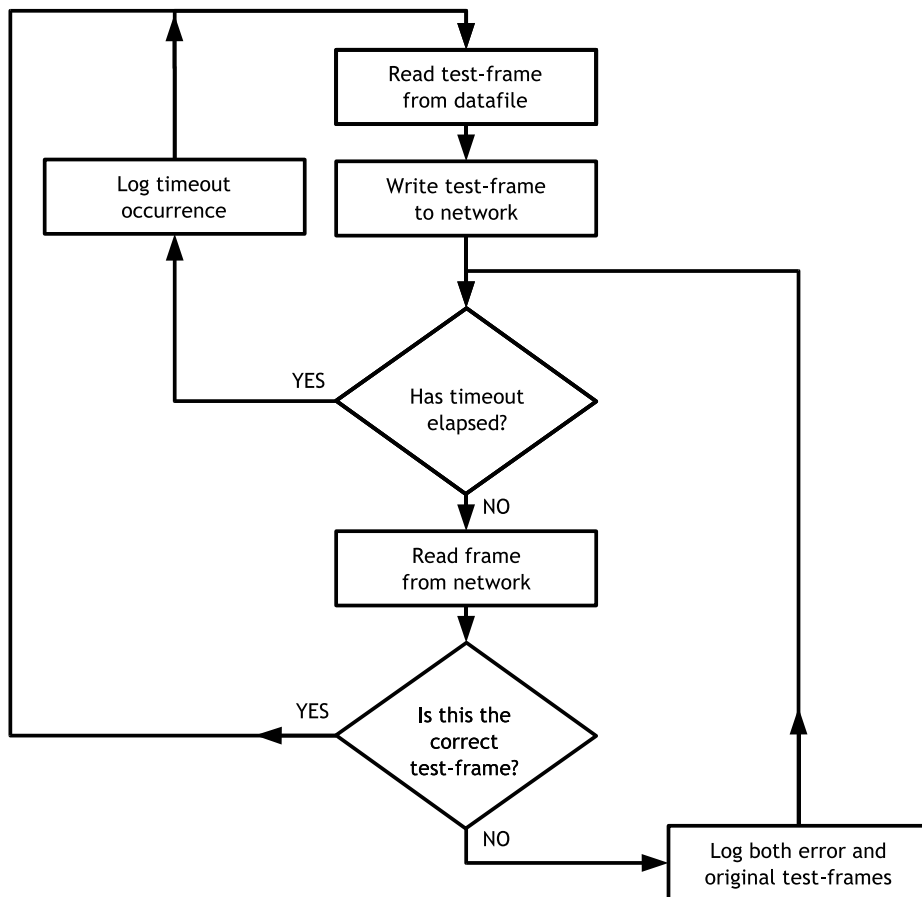 Read test-frame
from datafile
Log timeout
occurrence
Write test-frame
to network
YES
Has timeout
elapsed?
NO
Read frame
from network
YES
Is this the
correct
test-frame?
NO
Log both error and
original test-frames